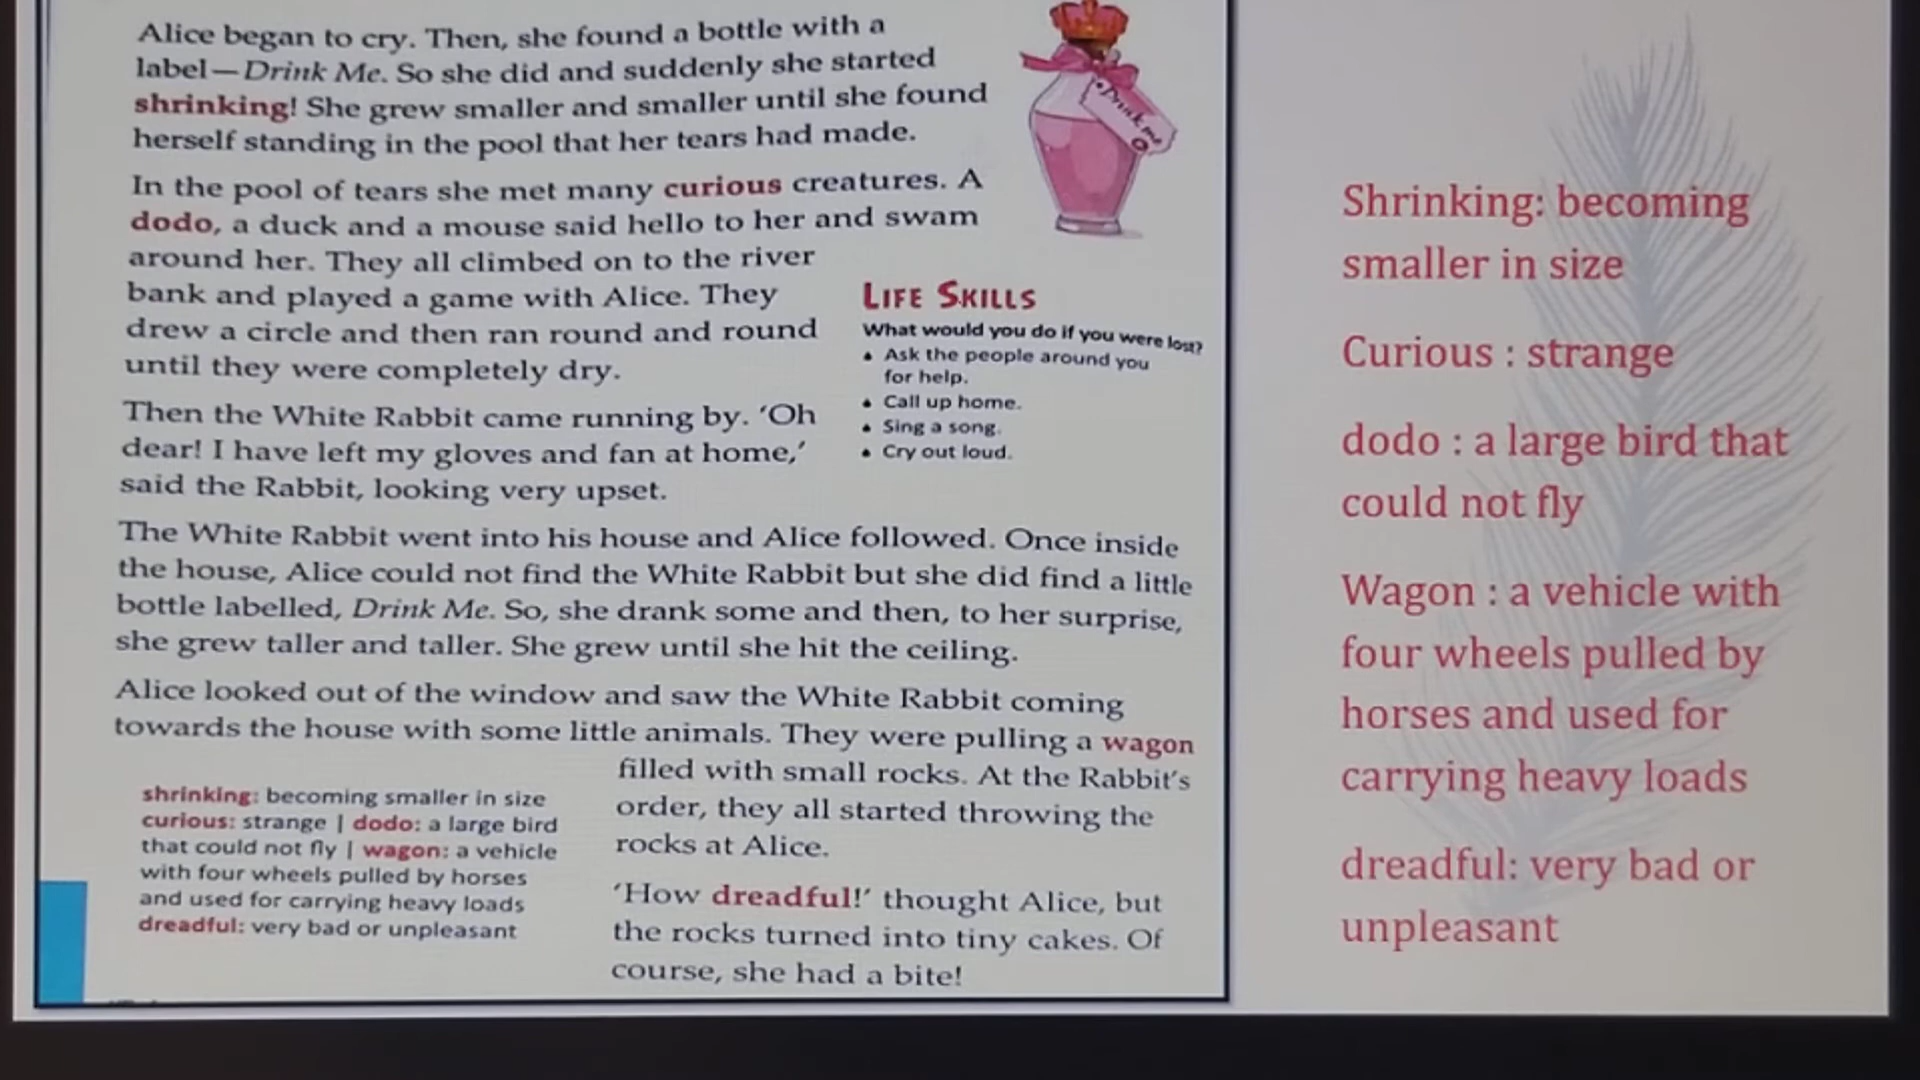 Alice began to cry. Then, she found a bottle with a
label—Drink Me. So she did and suddenly she started
shrinking! She grew smaller and smaller until she found
herself standing in the pool that her tears had made.
In the pool of tears she met many curious creatures. A
dodo, a duck and a mouse said hello to her and swam
around her. They all climbed on to the river
bank and played a game with Alice. They
drew a circle and then ran round and round
until they were completely dry.
Then the White Rabbit came running by. ‘Oh
dear! I have left my gloves and fan at home,’
said the Rabbit, looking very upset.
Drink me
LIFE SKILLS
What would you do if you were lost?
• Ask the people around you
for help.
• Call up home.
• Sing a song.
• Cry out loud.
The White Rabbit went into his house and Alice followed. Once inside
the house, Alice could not find the White Rabbit but she did find a little
bottle labelled, Drink Me. So, she drank some and then, to her surprise,
she grew taller and taller. She grew until she hit the ceiling.
Alice looked out of the window and saw the White Rabbit coming
towards the house with some little animals. They were pulling a wagon
filled with small rocks. At the Rabbit’s
order, they all started throwing the
rocks at Alice.
‘How dreadful!’ thought Alice, but
the rocks turned into tiny cakes. Of
course, she had a bite!
shrinking: becoming smaller in size
curious: strange | dodo: a large bird
that could not fly | wagon: a vehicle
with four wheels pulled by horses
and used for carrying heavy loads
dreadful: very bad or unpleasant
Shrinking: becoming
smaller in size
Curious : strange
dodo : a large bird that
could not fly
Wagon : a vehicle with
four wheels pulled by
horses and used for
carrying heavy loads
dreadful: very bad or
unpleasant